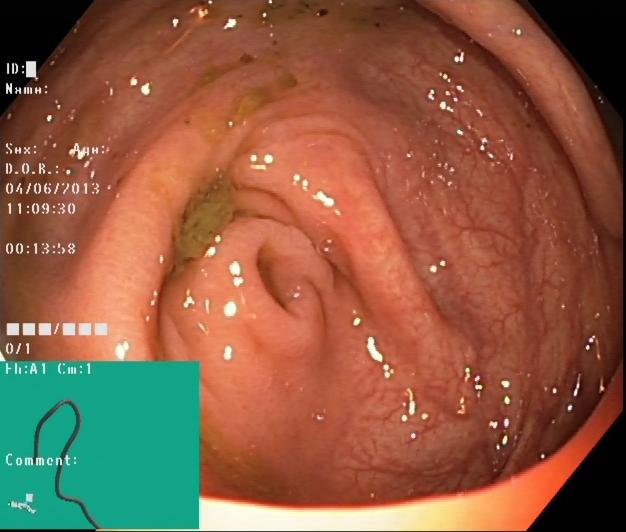 ID:
Name:
Sex: Age:
D.O.B.:
04/06/2013
11:09:30
00:13:58
0/1
Eh:A1 Cm:1
Comment: